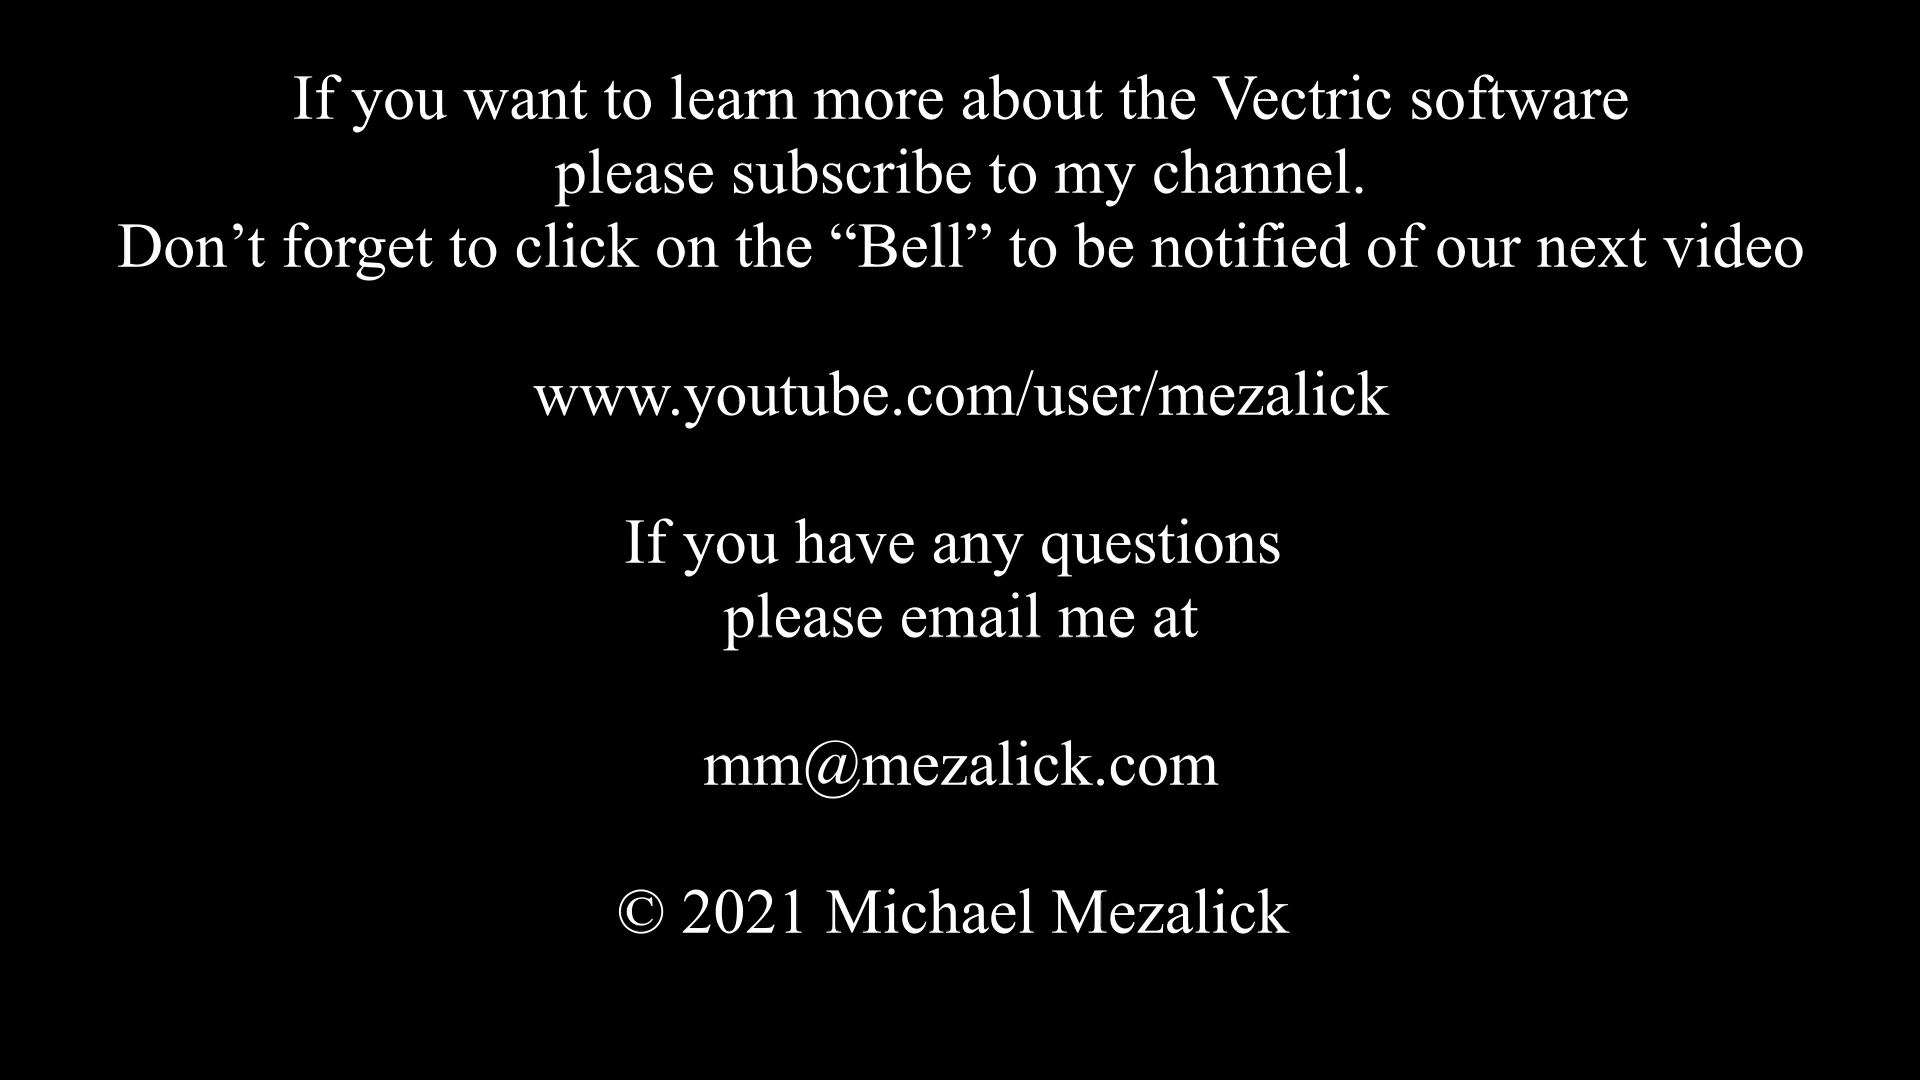 If you want to learn more about the Vectric software
please subscribe to my channel.
Don’t forget to click on the “Bell” to be notified of our next video
www.youtube.com/user/mezalick
If you have any questions
please email me at
mm@mezalick.com
© 2021 Michael Mezalick